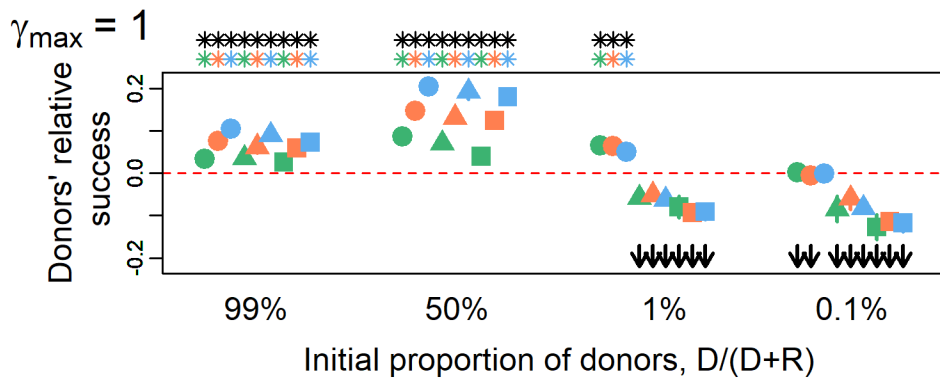 γmax = 1
Donors' relative
success
0.2
0.0
-0.2
99%
50%
1%
0.1%
Initial proportion of donors, D/(D+R)